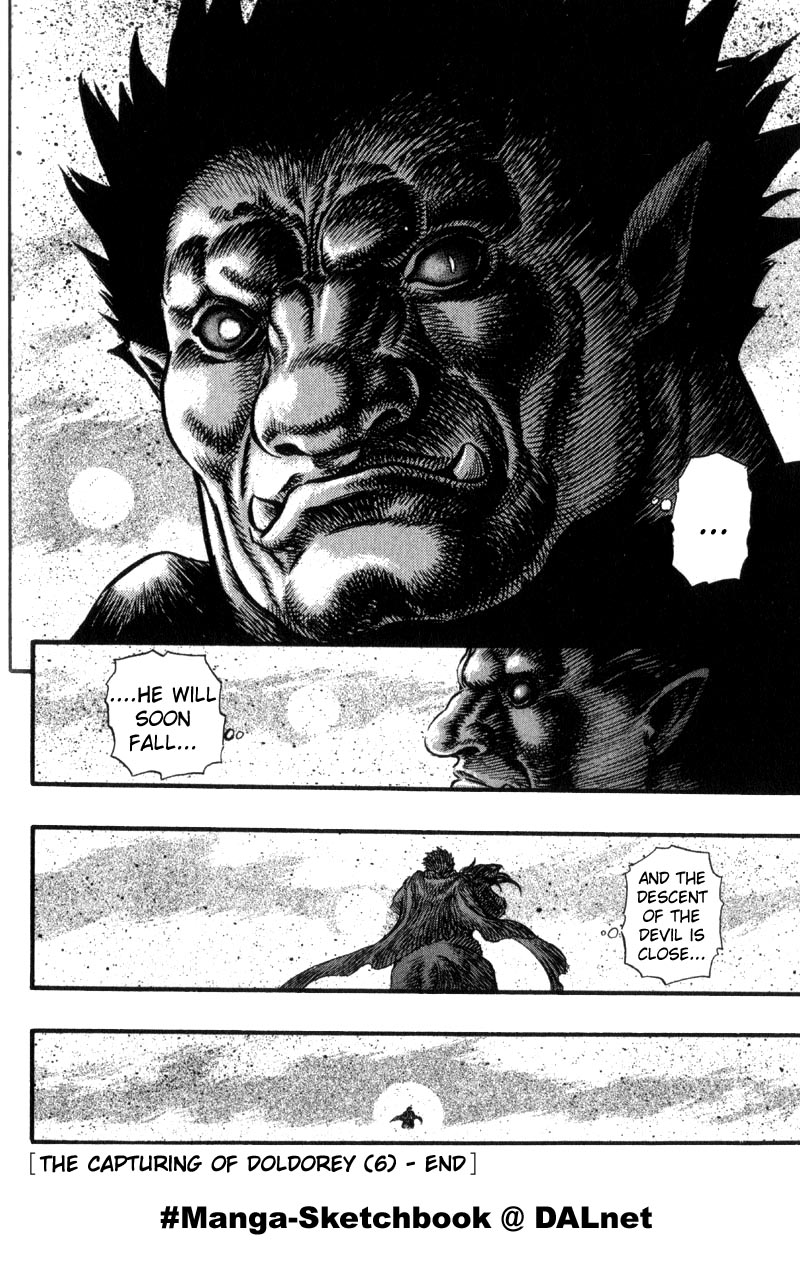 ...
....HE WILL
SOON
FALL...
AND THE
DESCENT
OF THE
DEVIL IS
CLOSE...
[THE CAPTURING OF DOLDOREY (6) - END]
#Manga-Sketchbook @ DALnet